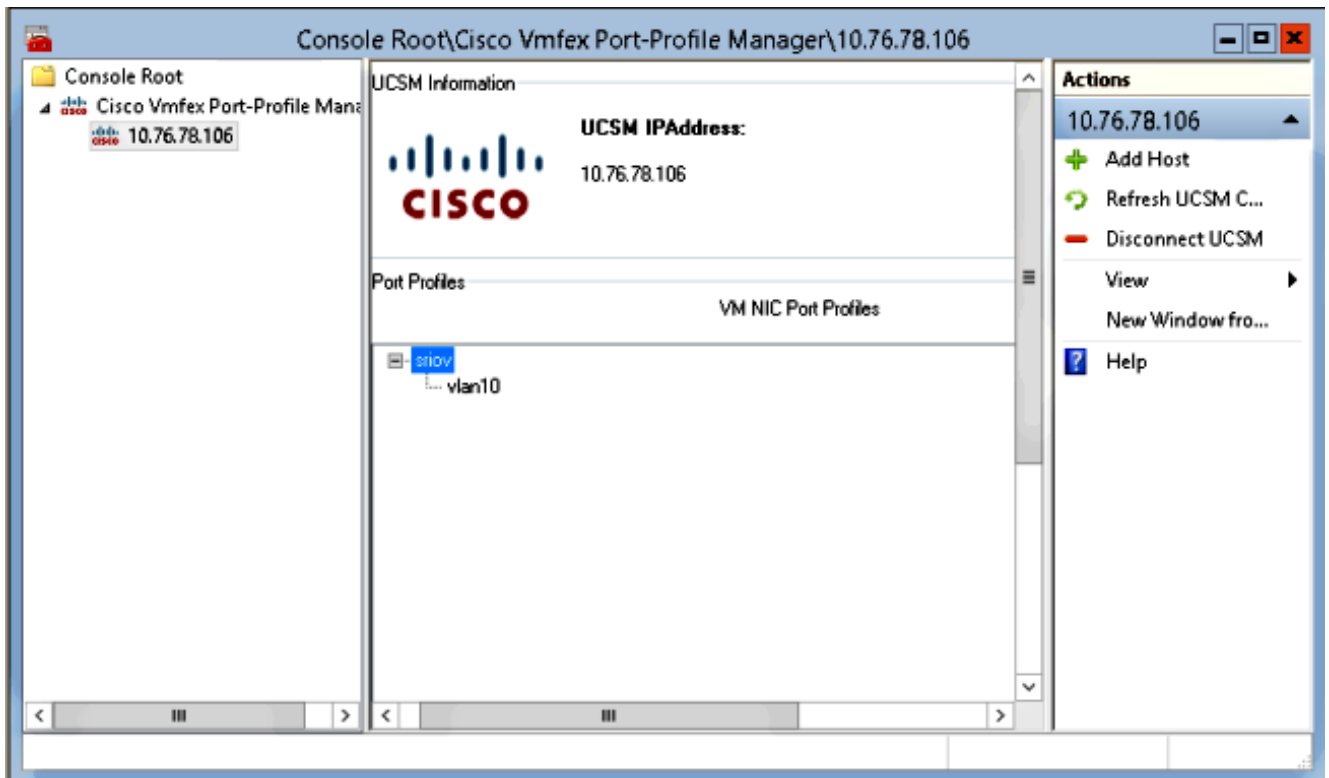 Console Root\Cisco Vmfex Port-Profile Manager\10.76.78.106
Console Root
Cisco Vmfex Port-Profile Mana
10.76.78.106
UCSM Information
CISCO
UCSM IPAddress:
10.76.78.106
Port Profiles
VM NIC Port Profiles
sriov
vlan10
Actions
10.76.78.106
Add Host
Refresh UCSM C...
Disconnect UCSM
View
New Window fro...
Help